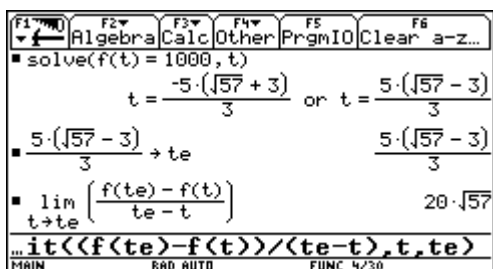 F1 F2 F3 F4 F5 F6
Algebra Calc Other PrgmIO Clear a-z…
▪ solve(f(t) = 1000, t)
t = -5·(√57 + 3)/3 or t = 5·(√57 - 3)/3
▪ 5·(√57 - 3)/3 → te 5·(√57 - 3)/3
▪ lim t→te (f(te) - f(t)/te - t) 20·√57
…it((f(te)-f(t))/(te-t),t,te)
MAIN RAD AUTO FUNC 4/30